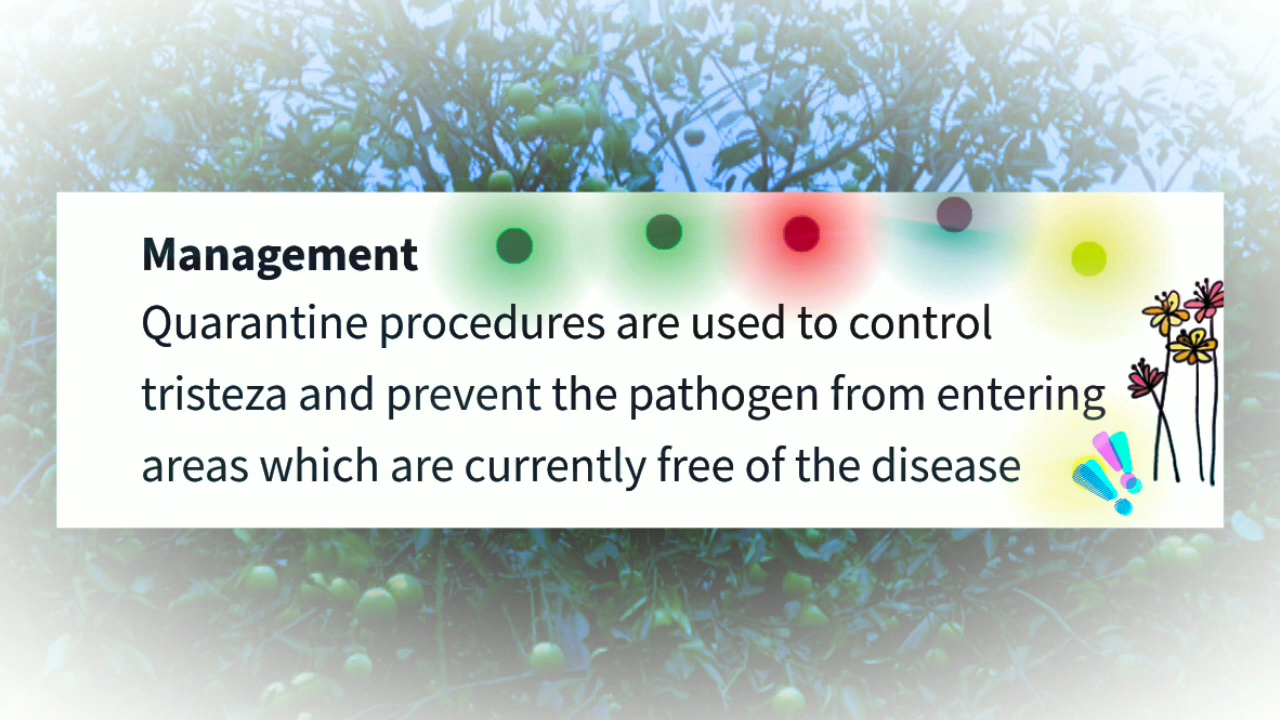 Management
Quarantine procedures are used to control
tristeza and prevent the pathogen from entering
areas which are currently free of the disease